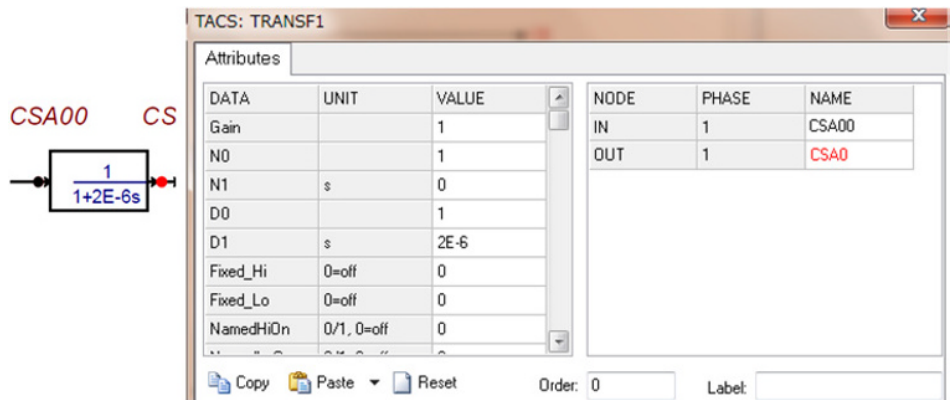 TACS: TRANSF1
Attributes
CSA00 CS
1
1+2E-6s
DATA UNIT VALUE
Gain 1
N0 1
N1 s 0
D0 1
D1 s 2E-6
Fixed_Hi 0=off 0
Fixed_Lo 0=off 0
NamedHiOn 0/1, 0=off 0
NODE PHASE NAME
IN 1 CSA00
OUT 1 CSA0
Copy Paste Reset Order: 0 Label: